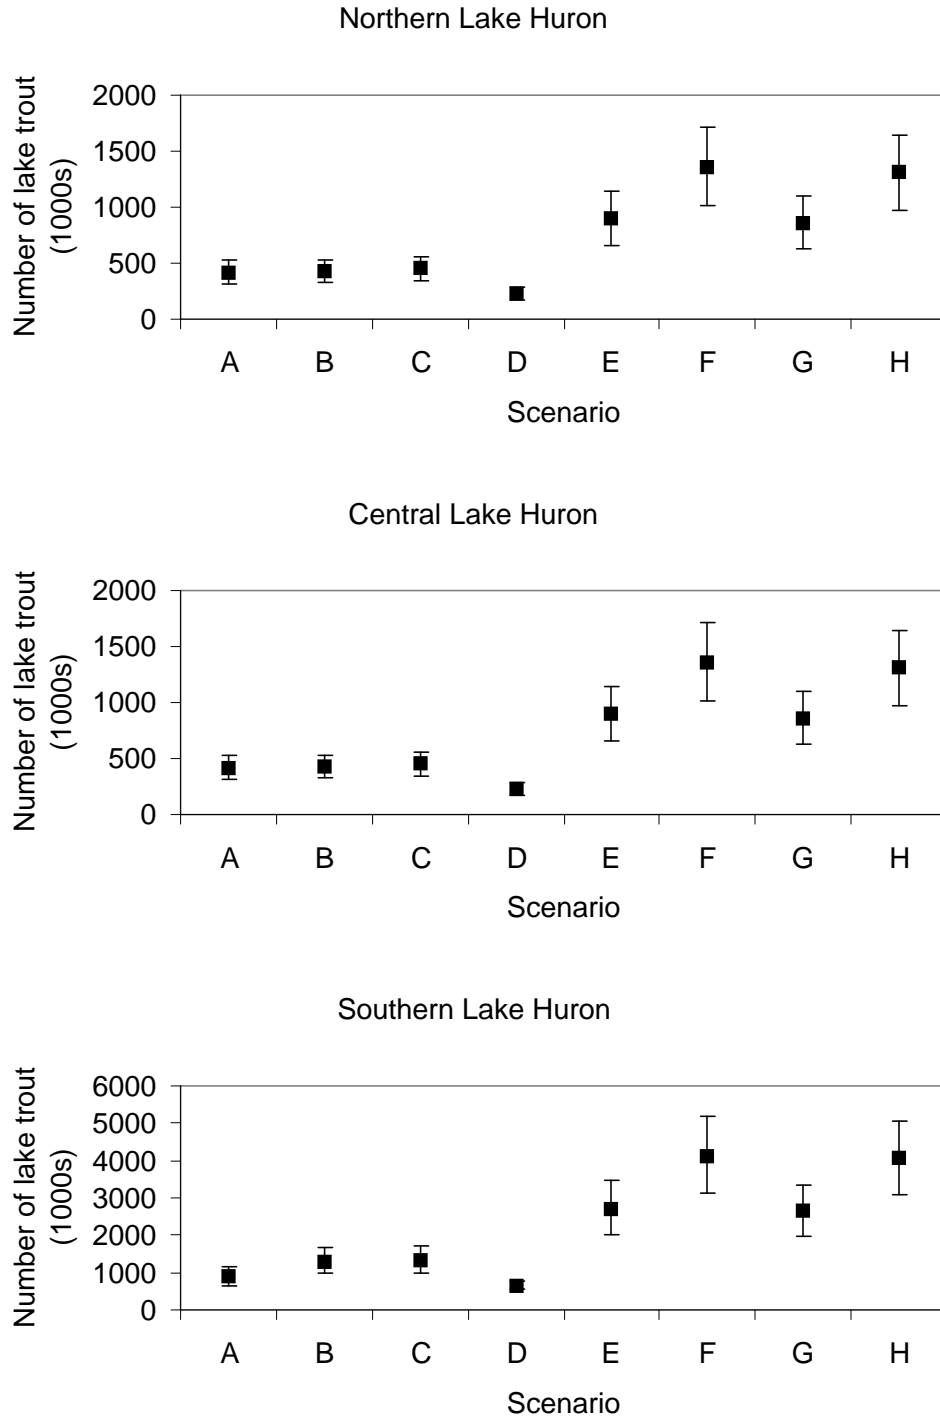 Northern Lake Huron
Number of lake trout
(1000s)
2000
1500
1000
500
0
A B C D E F G H
Scenario
Central Lake Huron
Number of lake trout
(1000s)
2000
1500
1000
500
0
A B C D E F G H
Scenario
Southern Lake Huron
Number of lake trout
(1000s)
6000
5000
4000
3000
2000
1000
0
A B C D E F G H
Scenario